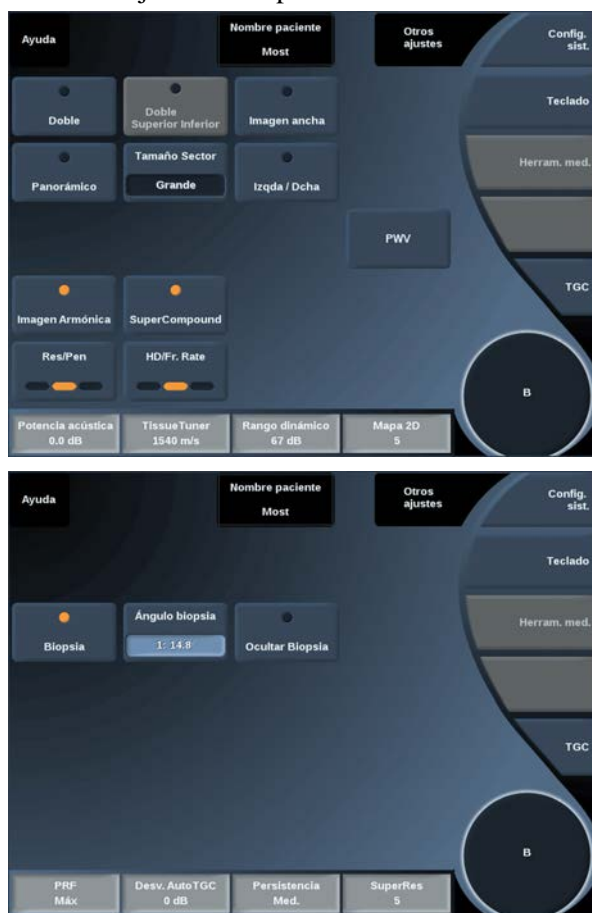 Ayuda
Nombre paciente
Most
Otros
ajustes
Config.
sist.
Doble
Doble
Superior Inferior
Imagen ancha
Teclado
Panorámico
Tamaño Sector
Grande
Izqda / Dcha
Herram. med.
PWV
TGC
Imagen Armónica
SuperCompound
Res/Pen
HD/Fr. Rate
B
Potencia acústica
0.0 dB
TissueTuner
1540 m/s
Rango dinámico
67 dB
Mapa 2D
5
Ayuda
Nombre paciente
Most
Otros
ajustes
Config.
sist.
Teclado
Biopsia
Ángulo biopsia
1: 14.8
Ocultar Biopsia
Herram. med.
TGC
B
PRF
Máx
Desv. AutoTGC
0 dB
Persistencia
Med.
SuperRes
5